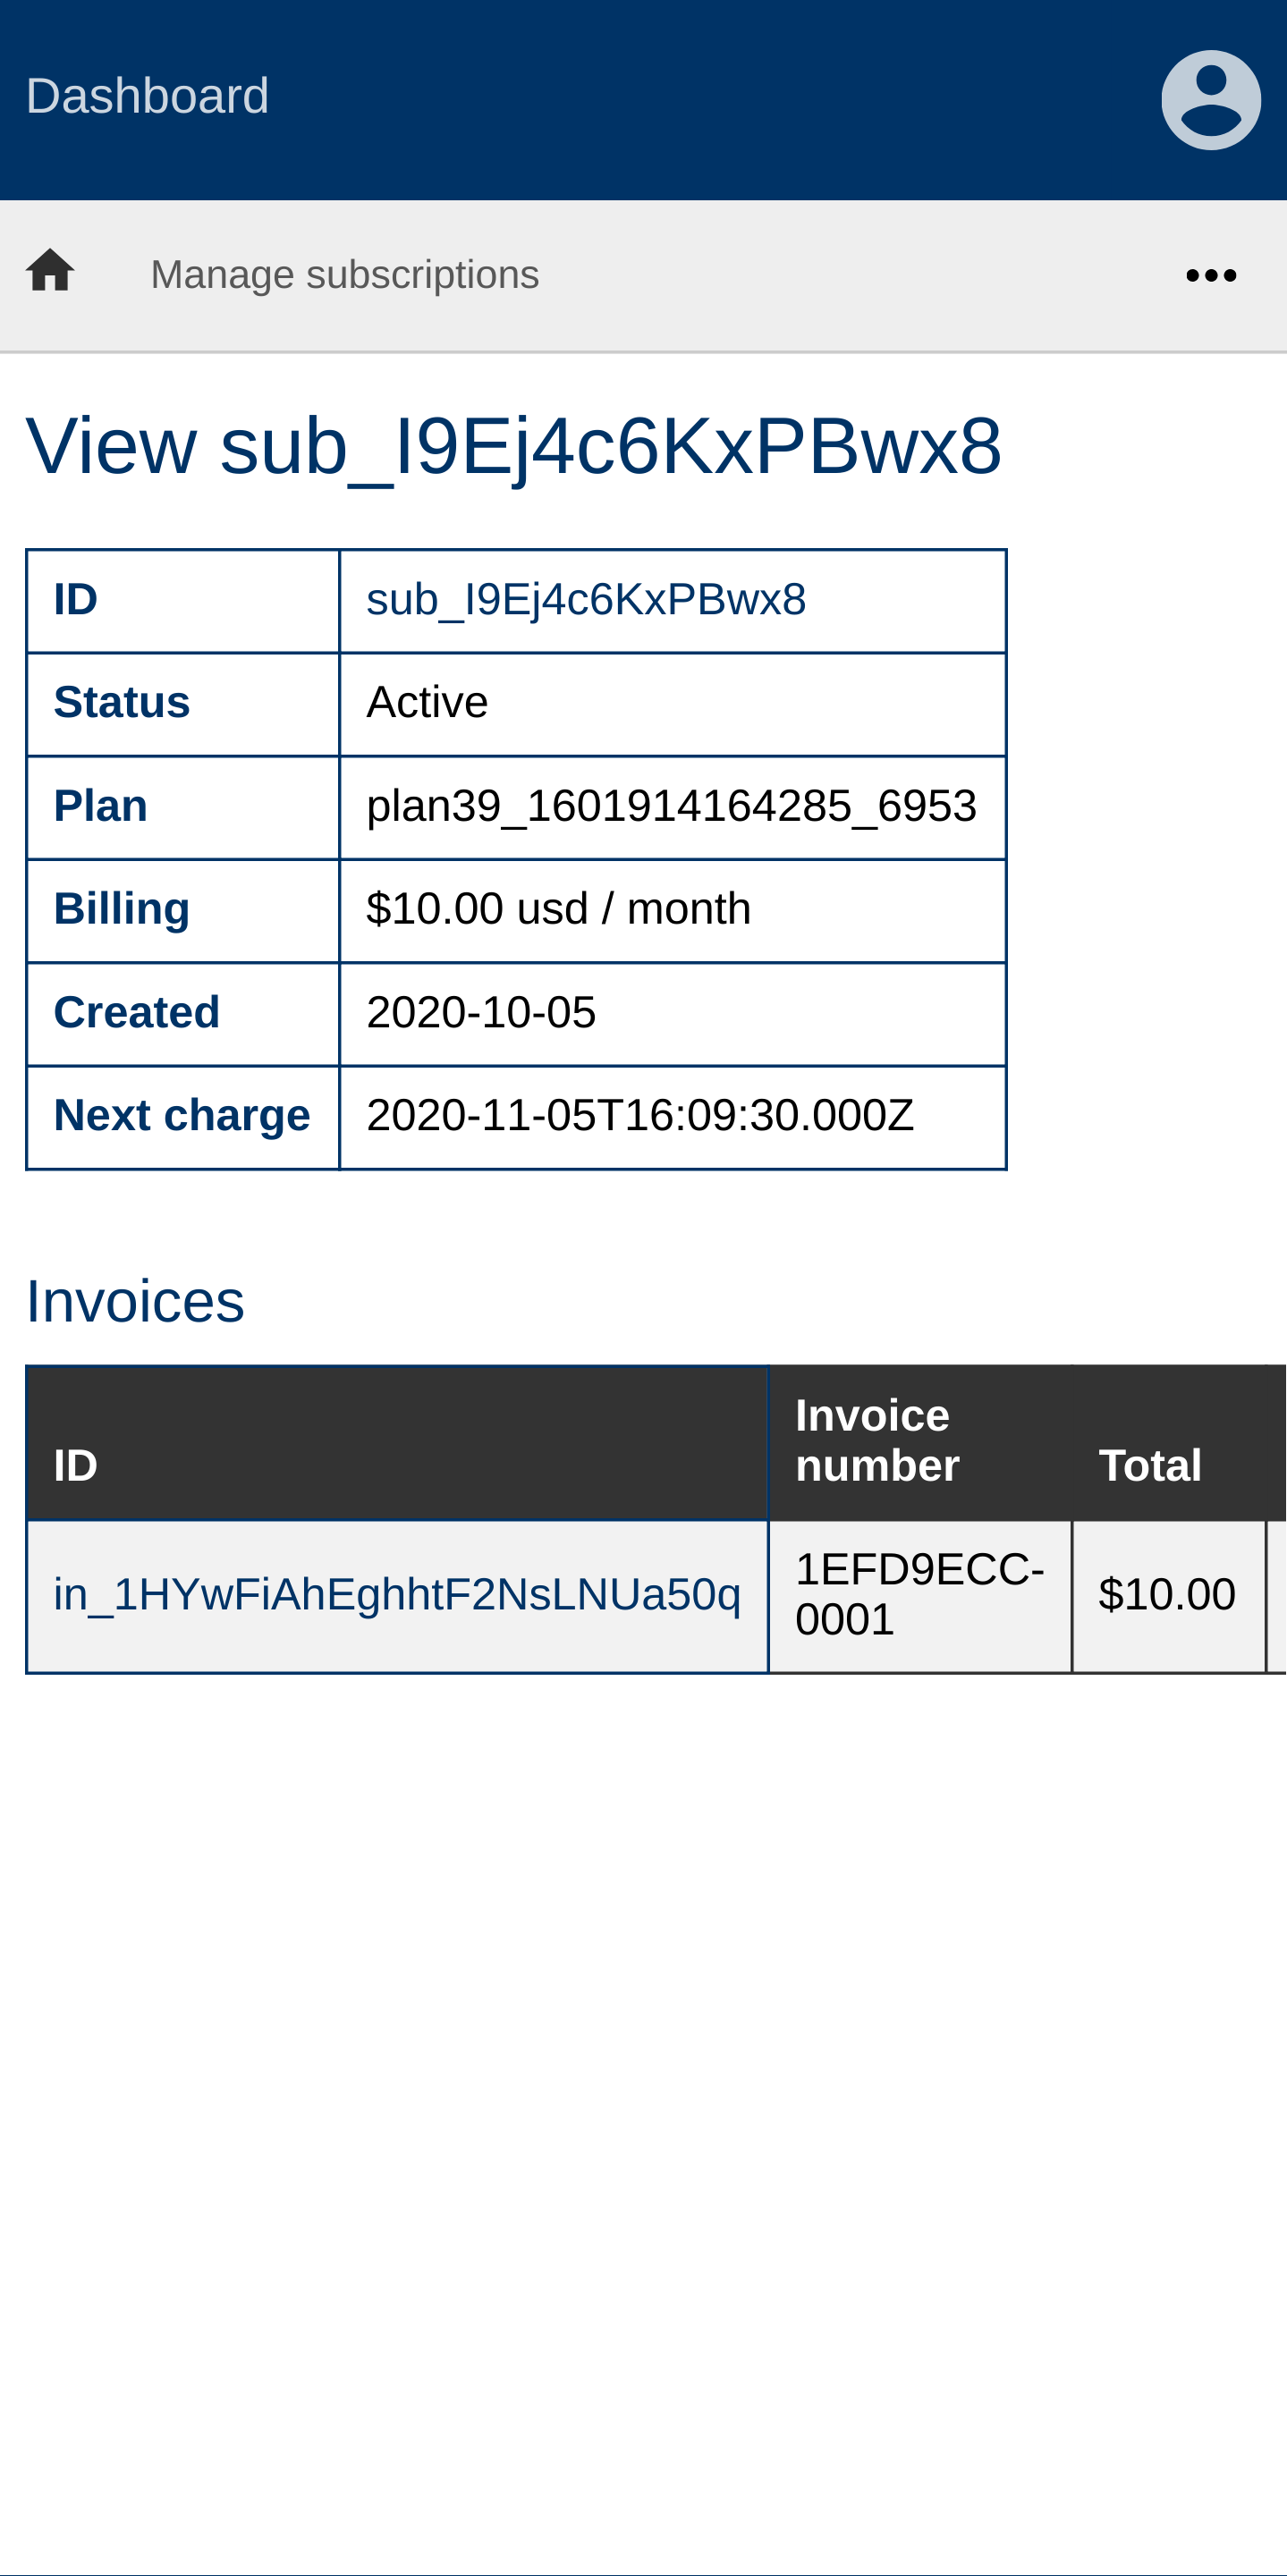 Dashboard
Manage subscriptions
View sub_I9Ej4c6KxPBwx8
ID sub_I9Ej4c6KxPBwx8
Status Active
Plan plan39_1601914164285_6953
Billing $10.00 usd / month
Created 2020-10-05
Next charge 2020-11-05T16:09:30.000Z
Invoices
ID Invoice number Total
in_1HYwFiAhEghhtF2NsLNUa50q 1EFD9ECC-0001 $10.00